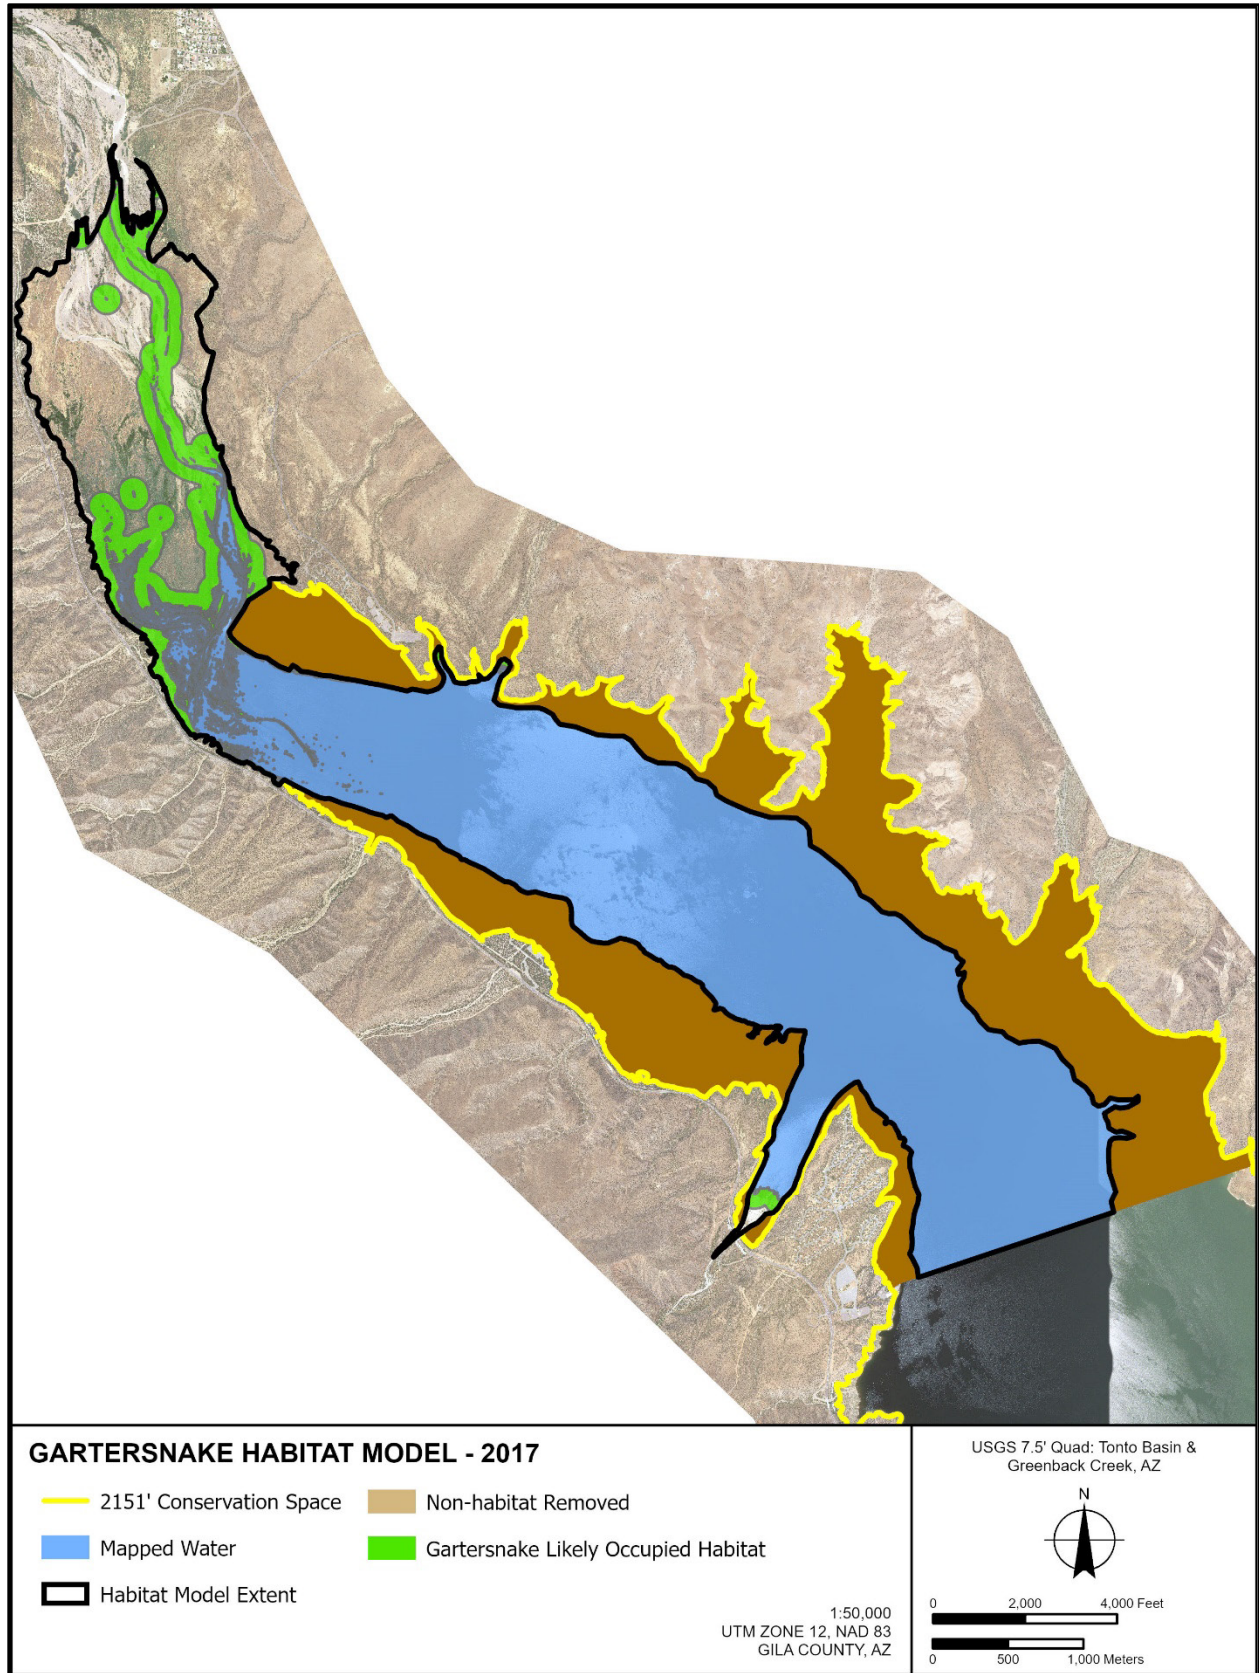 GARTERSNAKE HABITAT MODEL - 2017
2151' Conservation Space
Non-habitat Removed
Mapped Water
Gartersnake Likely Occupied Habitat
Habitat Model Extent
1:50,000
UTM ZONE 12, NAD 83
GILA COUNTY, AZ
USGS 7.5' Quad: Tonto Basin &
Greenback Creek, AZ
N
0 2,000 4,000 Feet
0 500 1,000 Meters